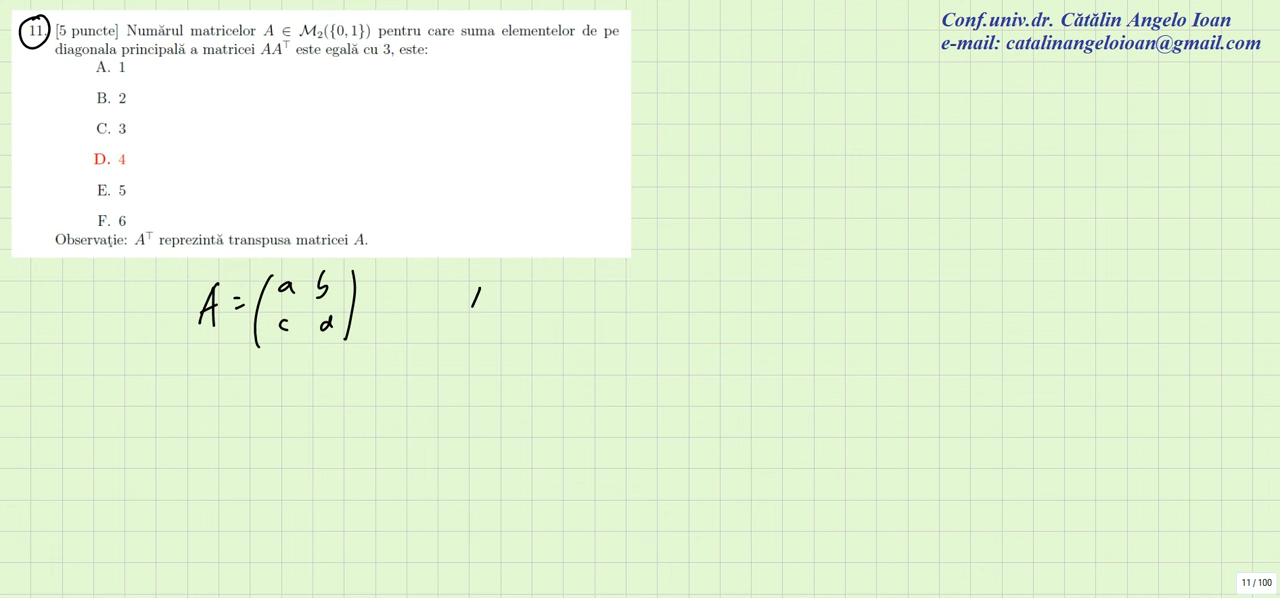 Conf.univ.dr. Cătălin Angelo Ioan
e-mail: catalinangeloioan@gmail.com
11. [5 puncte] Numărul matricelor A ∈ M₂({0, 1}) pentru care suma elementelor de pe
diagonala principală a matricei AA⊤ este egală cu 3, este:
A. 1
B. 2
C. 3
D. 4
E. 5
F. 6
Observaţie: A⊤ reprezintă transpusa matricei A.
A = (a b
c d)
11 / 100